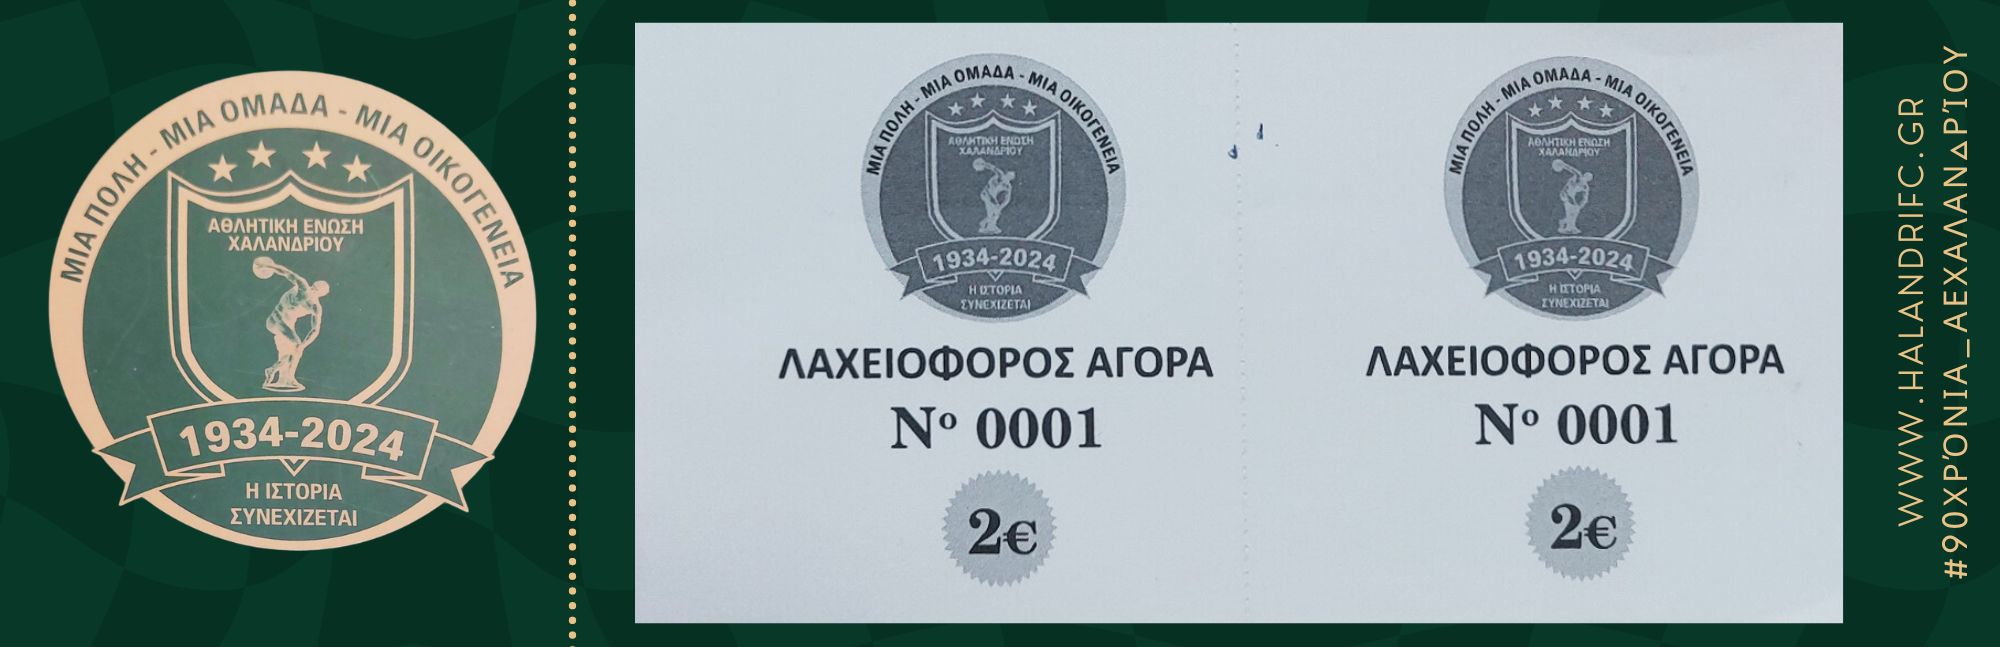 ΜΙΑ ΠΟΛΗ - ΜΙΑ ΟΜΑΔΑ - ΜΙΑ ΟΙΚΟΓΕΝΕΙΑ
ΑΘΛΗΤΙΚΗ ΕΝΩΣΗ
ΧΑΛΑΝΔΡΙΟΥ
1934-2024
Η ΙΣΤΟΡΙΑ
ΣΥΝΕΧΙΖΕΤΑΙ
ΜΙΑ ΠΟΛΗ - ΜΙΑ ΟΜΑΔΑ - ΜΙΑ ΟΙΚΟΓΕΝΕΙΑ
ΑΘΛΗΤΙΚΗ ΕΝΩΣΗ
ΧΑΛΑΝΔΡΙΟΥ
1934-2024
Η ΙΣΤΟΡΙΑ
ΣΥΝΕΧΙΖΕΤΑΙ
ΛΑΧΕΙΟΦΟΡΟΣ ΑΓΟΡΑ
Νº 0001
2€
ΜΙΑ ΠΟΛΗ - ΜΙΑ ΟΜΑΔΑ - ΜΙΑ ΟΙΚΟΓΕΝΕΙΑ
ΑΘΛΗΤΙΚΗ ΕΝΩΣΗ
ΧΑΛΑΝΔΡΙΟΥ
1934-2024
Η ΙΣΤΟΡΙΑ
ΣΥΝΕΧΙΖΕΤΑΙ
ΛΑΧΕΙΟΦΟΡΟΣ ΑΓΟΡΑ
Νº 0001
2€
WWW.HALANDRIFC.GR
#90ΧΡΌΝΙΑ_ΑΕΧΑΛΑΝΔΡΊΟΥ